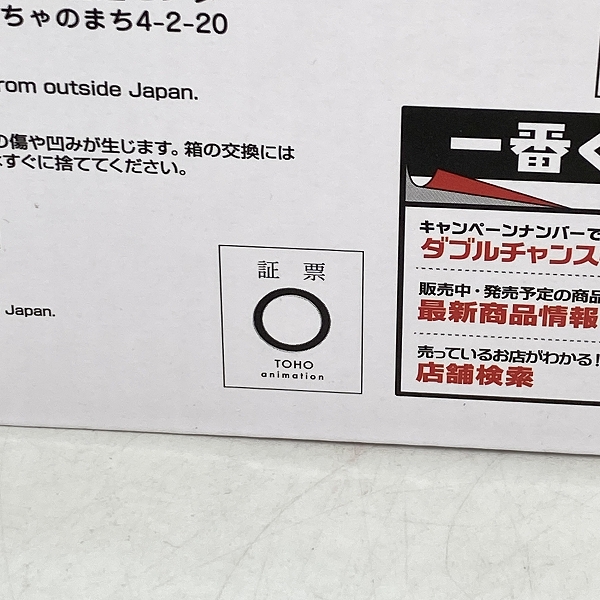 ちゃのまち4-2-20
from outside Japan.
の傷や凹みが生じます。箱の交換には
すぐに捨ててください。
Japan.
証 票
TOHO
animation
一番く
キャンペーンナンバーで
ダブルチャンス
販売中・発売予定の商品
最新商品情報
売っているお店がわかる!
店舗検索